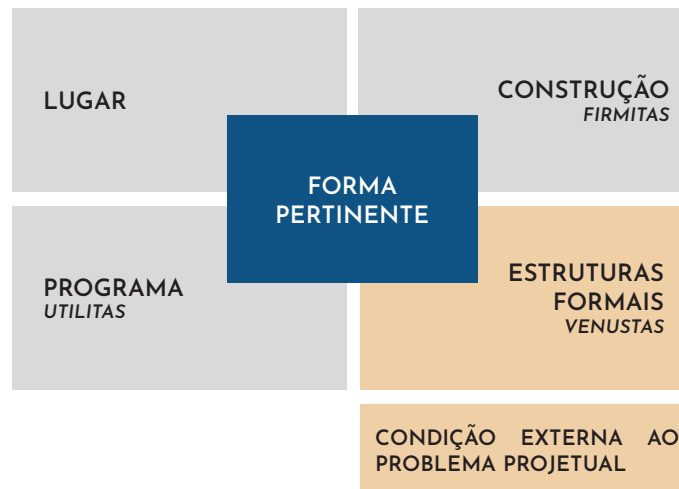 LUGAR
CONSTRUÇÃO
FIRMITAS
FORMA
PERTINENTE
PROGRAMA
UTILITAS
ESTRUTURAS
FORMAIS
VENUSTAS
CONDIÇÃO EXTERNA AO
PROBLEMA PROJETUAL